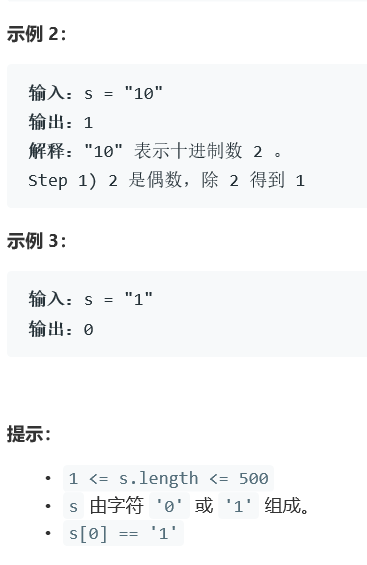 示例 2：
输入：s = "10"
输出：1
解释："10" 表示十进制数 2 。
Step 1) 2 是偶数，除 2 得到 1
示例 3：
输入：s = "1"
输出：0
提示：
• 1 <= s.length <= 500
• s 由字符 '0' 或 '1' 组成。
• s[0] == '1'